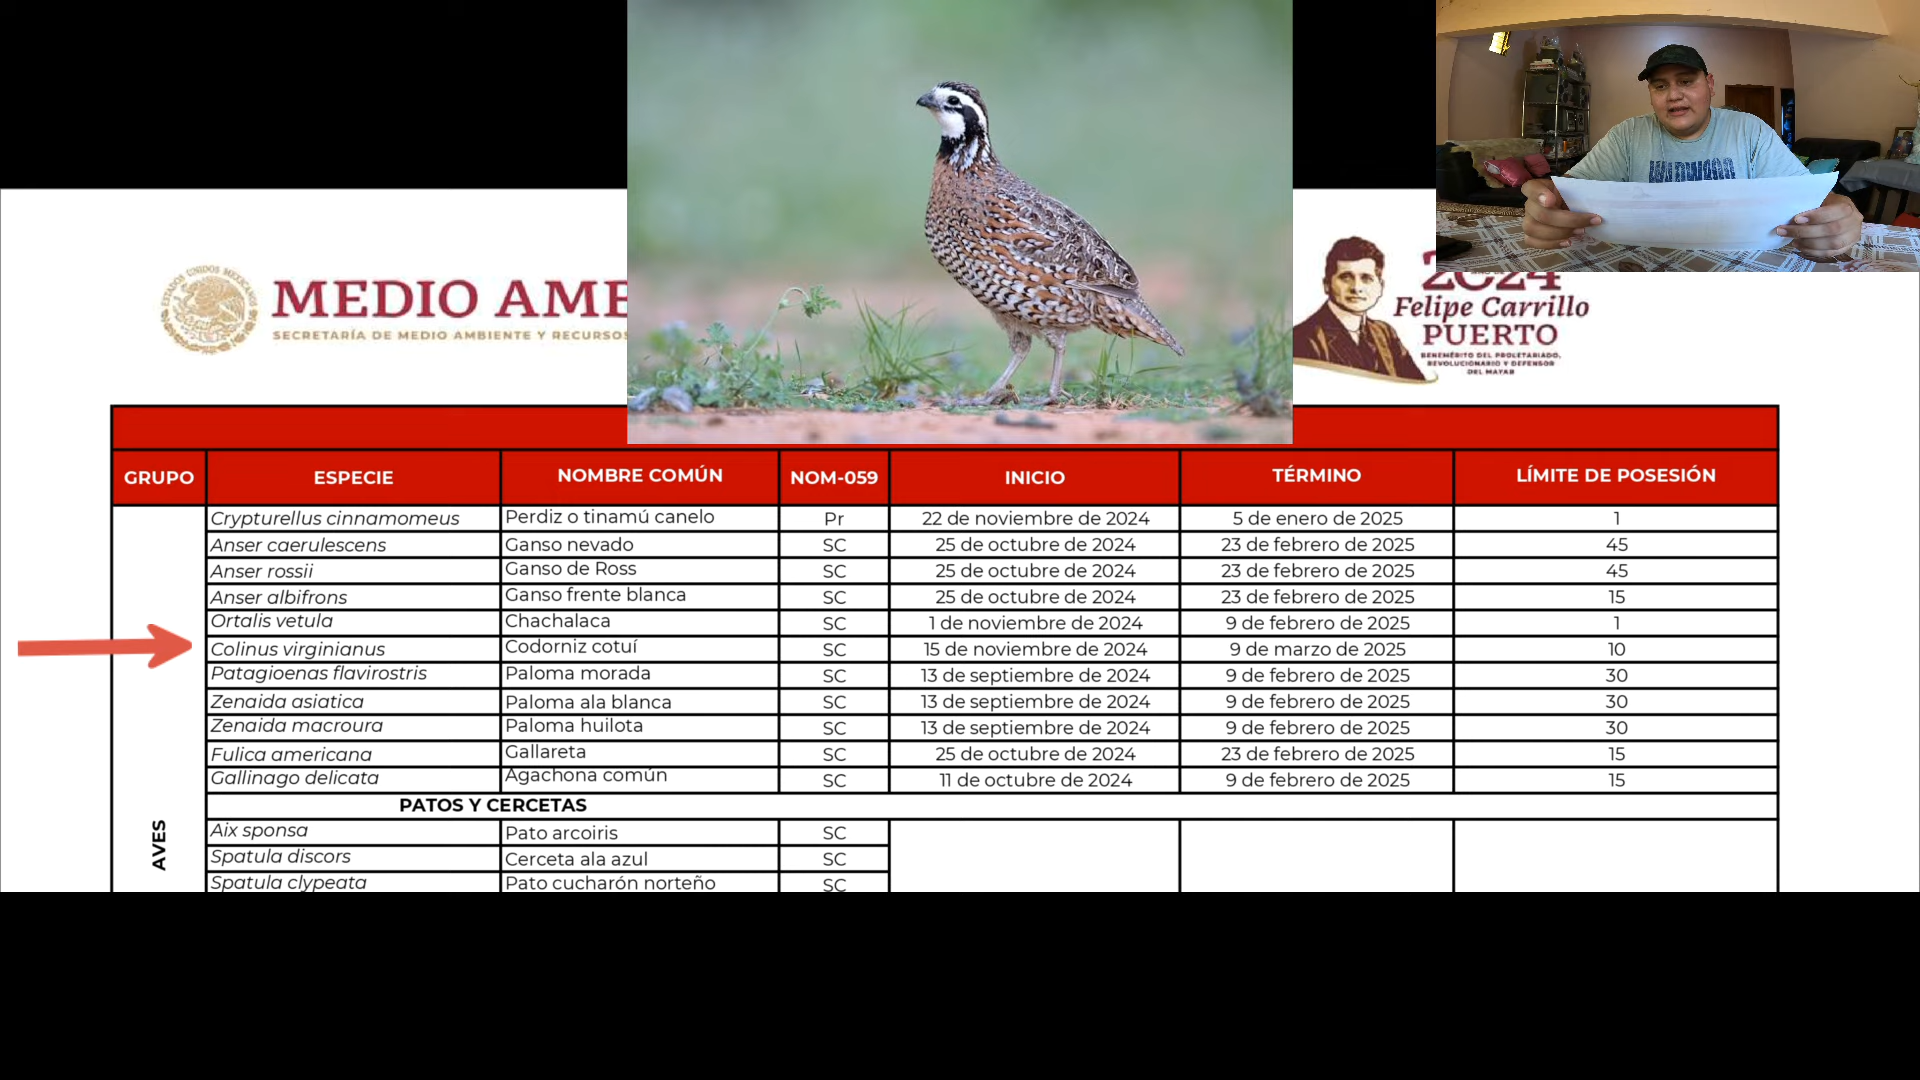 WADWOOD
ESTADOS UNIDOS MEXICANOS
MEDIO AMB
SECRETARÍA DE MEDIO AMBIENTE Y RECURSOS
2024
Felipe Carrillo
PUERTO
BENEMÉRITO DEL PROLETARIADO,
REVOLUCIONARIO Y DEFENSOR
DEL MAYAB
GRUPO ESPECIE NOMBRE COMÚN NOM-059 INICIO TÉRMINO LÍMITE DE POSESIÓN
Crypturellus cinnamomeus Perdiz o tinamú canelo Pr 22 de noviembre de 2024 5 de enero de 2025 1
Anser caerulescens Ganso nevado SC 25 de octubre de 2024 23 de febrero de 2025 45
Anser rossii Ganso de Ross SC 25 de octubre de 2024 23 de febrero de 2025 45
Anser albifrons Ganso frente blanca SC 25 de octubre de 2024 23 de febrero de 2025 15
Ortalis vetula Chachalaca SC 1 de noviembre de 2024 9 de febrero de 2025 1
Colinus virginianus Codorniz cotuí SC 15 de noviembre de 2024 9 de marzo de 2025 10
Patagioenas flavirostris Paloma morada SC 13 de septiembre de 2024 9 de febrero de 2025 30
Zenaida asiatica Paloma ala blanca SC 13 de septiembre de 2024 9 de febrero de 2025 30
Zenaida macroura Paloma huilota SC 13 de septiembre de 2024 9 de febrero de 2025 30
Fulica americana Gallareta SC 25 de octubre de 2024 23 de febrero de 2025 15
Gallinago delicata Agachona común SC 11 de octubre de 2024 9 de febrero de 2025 15
PATOS Y CERCETAS
AVES
Aix sponsa Pato arcoiris SC
Spatula discors Cerceta ala azul SC
Spatula clypeata Pato cucharón norteño SC